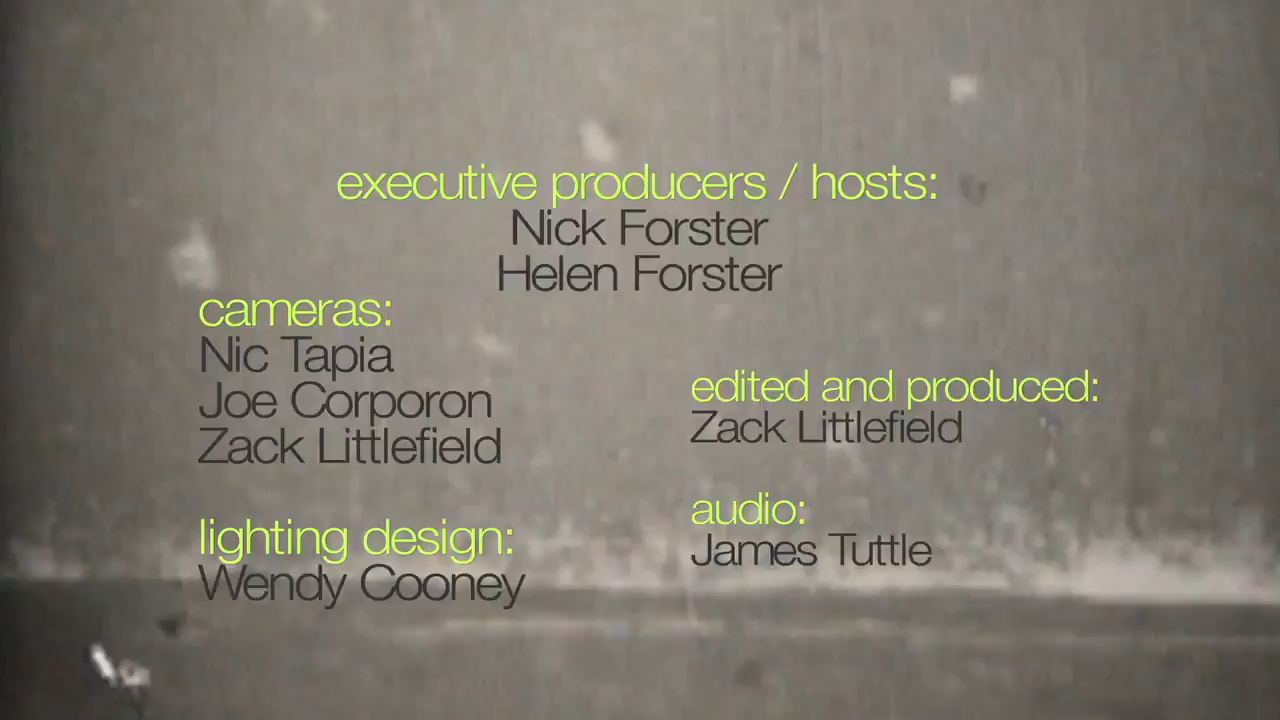 executive producers / hosts:
Nick Forster
Helen Forster
cameras:
Nic Tapia
Joe Corporon
Zack Littlefield
lighting design:
Wendy Cooney
edited and produced:
Zack Littlefield
audio:
James Tuttle